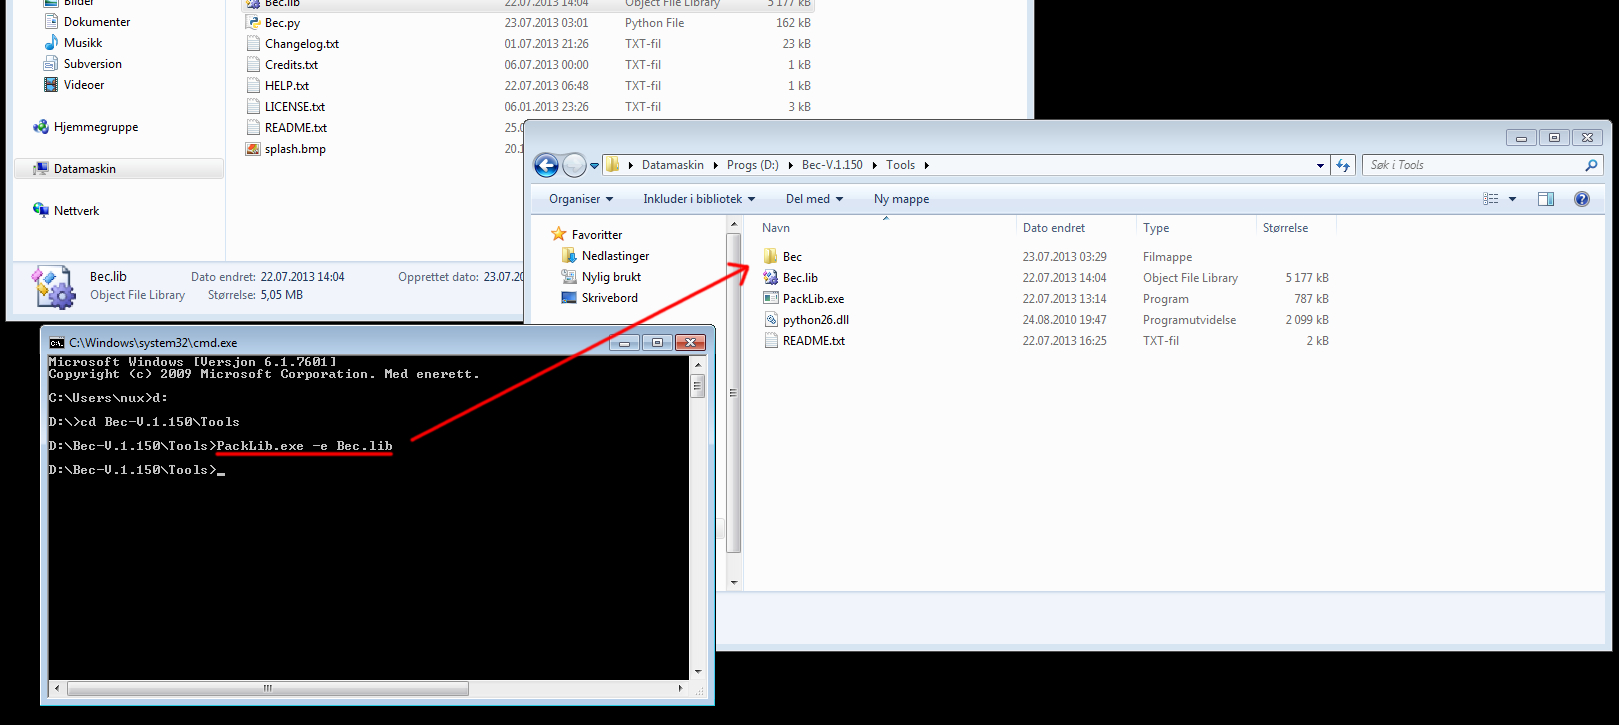 Bilder
Dokumenter
Musikk
Subversion
Videoer
Hjemmegruppe
Datamaskin
Nettverk
Bec.lib 22.07.2013 14:04 Object File Library 5 177 kB
Bec.py 23.07.2013 03:01 Python File 162 kB
Changelog.txt 01.07.2013 21:26 TXT-fil 23 kB
Credits.txt 06.07.2013 00:00 TXT-fil 1 kB
HELP.txt 22.07.2013 06:48 TXT-fil 1 kB
LICENSE.txt 06.01.2013 23:26 TXT-fil 3 kB
README.txt 25.0
splash.bmp 20.1
Bec.lib Dato endret: 22.07.2013 14:04 Opprettet dato: 23.07.20
Object File Library Størrelse: 5,05 MB
Datamaskin Progs (D:) Bec-V.1.150 Tools
Søk i Tools
Organiser Inkluder i bibliotek Del med Ny mappe
Favoritter
Nedlastinger
Nylig brukt
Skrivebord
Navn Dato endret Type Størrelse
Bec 23.07.2013 03:29 Filmappe
Bec.lib 22.07.2013 14:04 Object File Library 5 177 kB
PackLib.exe 22.07.2013 13:14 Program 787 kB
python26.dll 24.08.2010 19:47 Programutvidelse 2 099 kB
README.txt 22.07.2013 16:25 TXT-fil 2 kB
C:\Windows\system32\cmd.exe
Microsoft Windows [Versjon 6.1.7601]
Copyright (c) 2009 Microsoft Corporation. Med enerett.
C:\Users\nux>d:
D:\>cd Bec-V.1.150\Tools
D:\Bec-V.1.150\Tools>PackLib.exe -e Bec.lib
D:\Bec-V.1.150\Tools>_